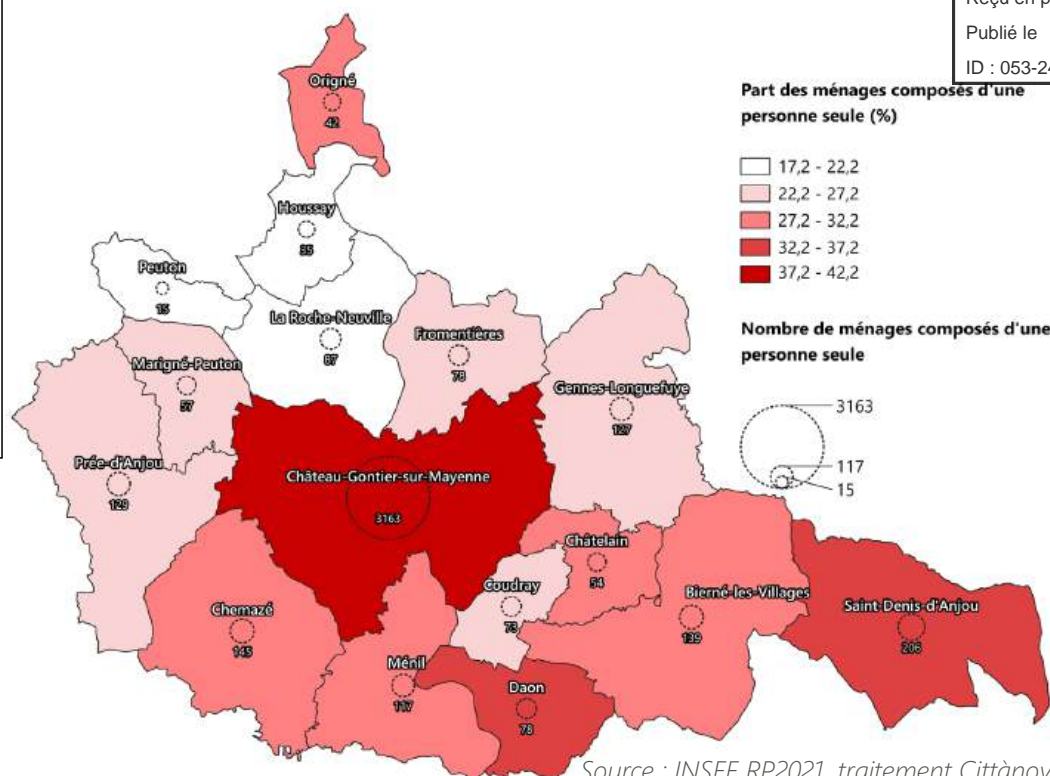 Publié le
ID : 053-24
Part des ménages composés d'une
personne seule (%)
17,2 - 22,2
22,2 - 27,2
27,2 - 32,2
32,2 - 37,2
37,2 - 42,2
Nombre de ménages composés d'une
personne seule
3163
117
15
Origné
42
Houssay
35
Peuton
15
La Roche-Neuville
87
Fromentières
78
Marigné-Peuton
57
Gennes-Longuefuye
127
Prée-d'Anjou
129
Château-Gontier-sur-Mayenne
3163
Châtelain
54
Coudray
73
Bierné-les-Villages
139
Saint-Denis-d'Anjou
206
Chemazé
145
Ménil
117
Daon
78
Source : INSEE RP2021, traitement Cittànov